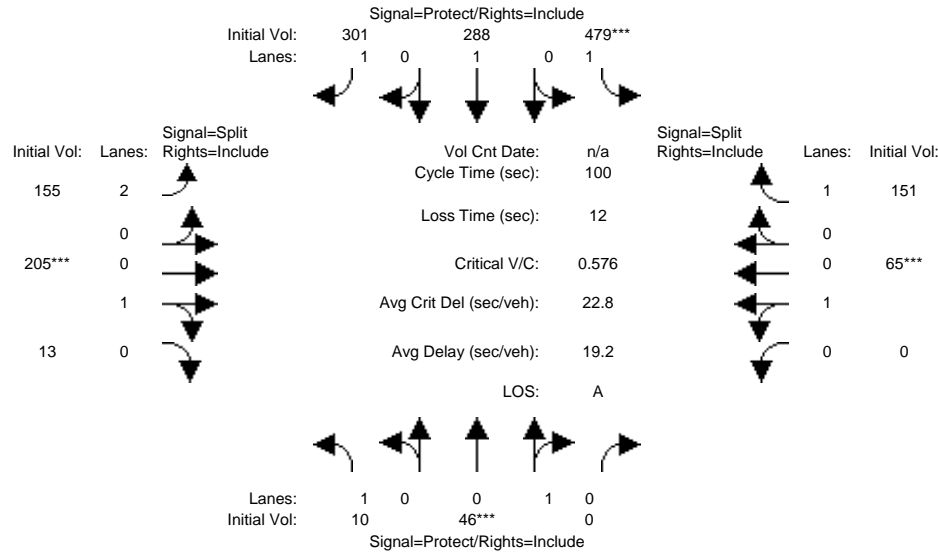 Signal=Protect/Rights=Include
Initial Vol: 301 288 479***
Lanes: 1 0 1 0 1
Signal=Split
Initial Vol: Lanes: Rights=Include
Vol Cnt Date: n/a
Signal=Split
Rights=Include Lanes: Initial Vol:
Cycle Time (sec): 100
155 2
1 151
Loss Time (sec): 12
0
0
205*** 0
Critical V/C: 0.576
0 65***
1
Avg Crit Del (sec/veh): 22.8
1
13 0
Avg Delay (sec/veh): 19.2
0 0
LOS: A
Lanes: 1 0 0 1 0
Initial Vol: 10 46*** 0
Signal=Protect/Rights=Include